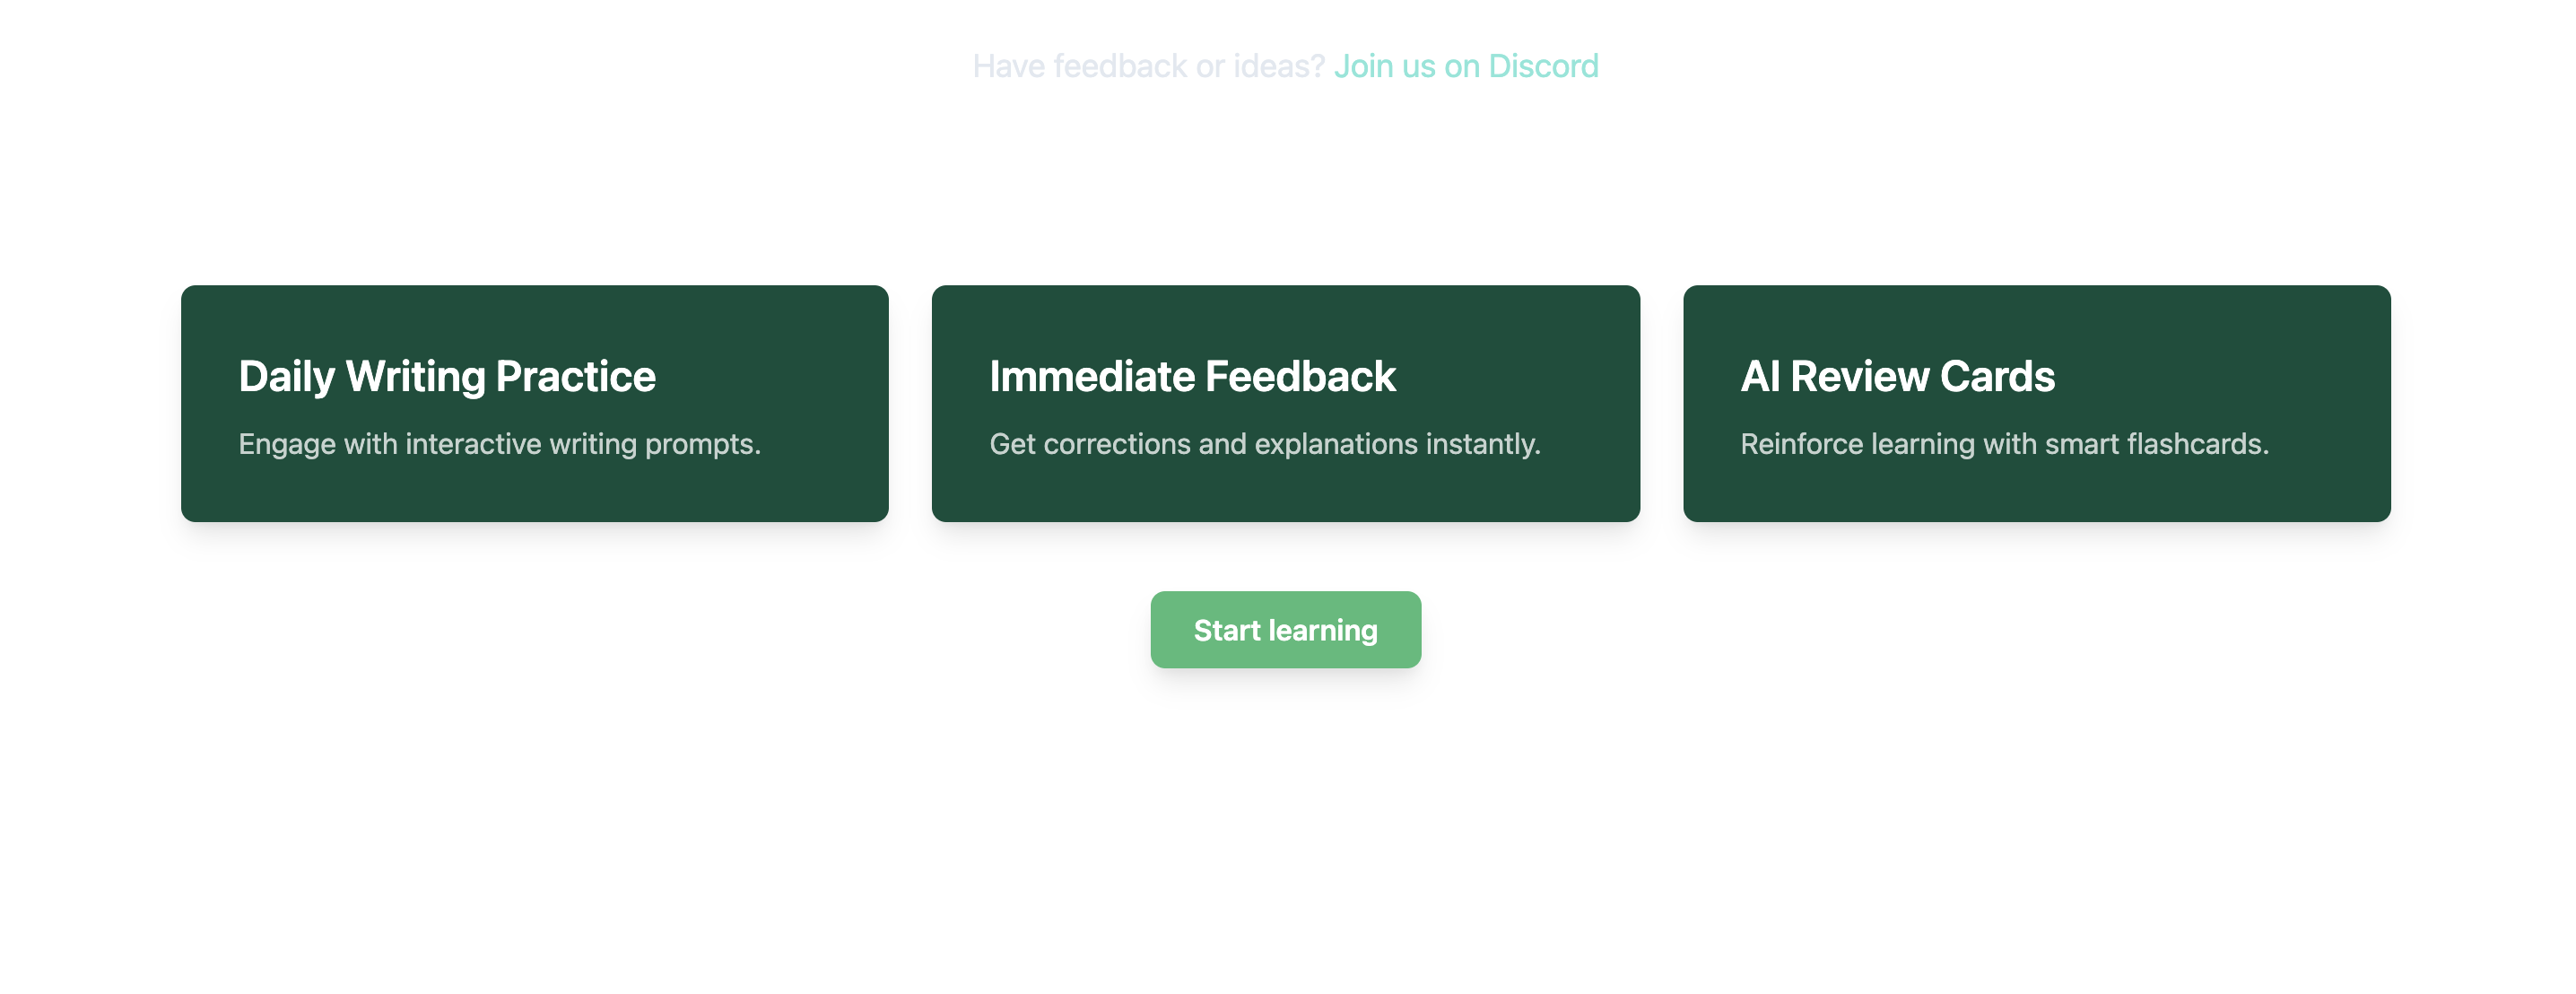 Have feedback or ideas? Join us on Discord
Daily Writing Practice
Engage with interactive writing prompts.
Immediate Feedback
Get corrections and explanations instantly.
AI Review Cards
Reinforce learning with smart flashcards.
Start learning